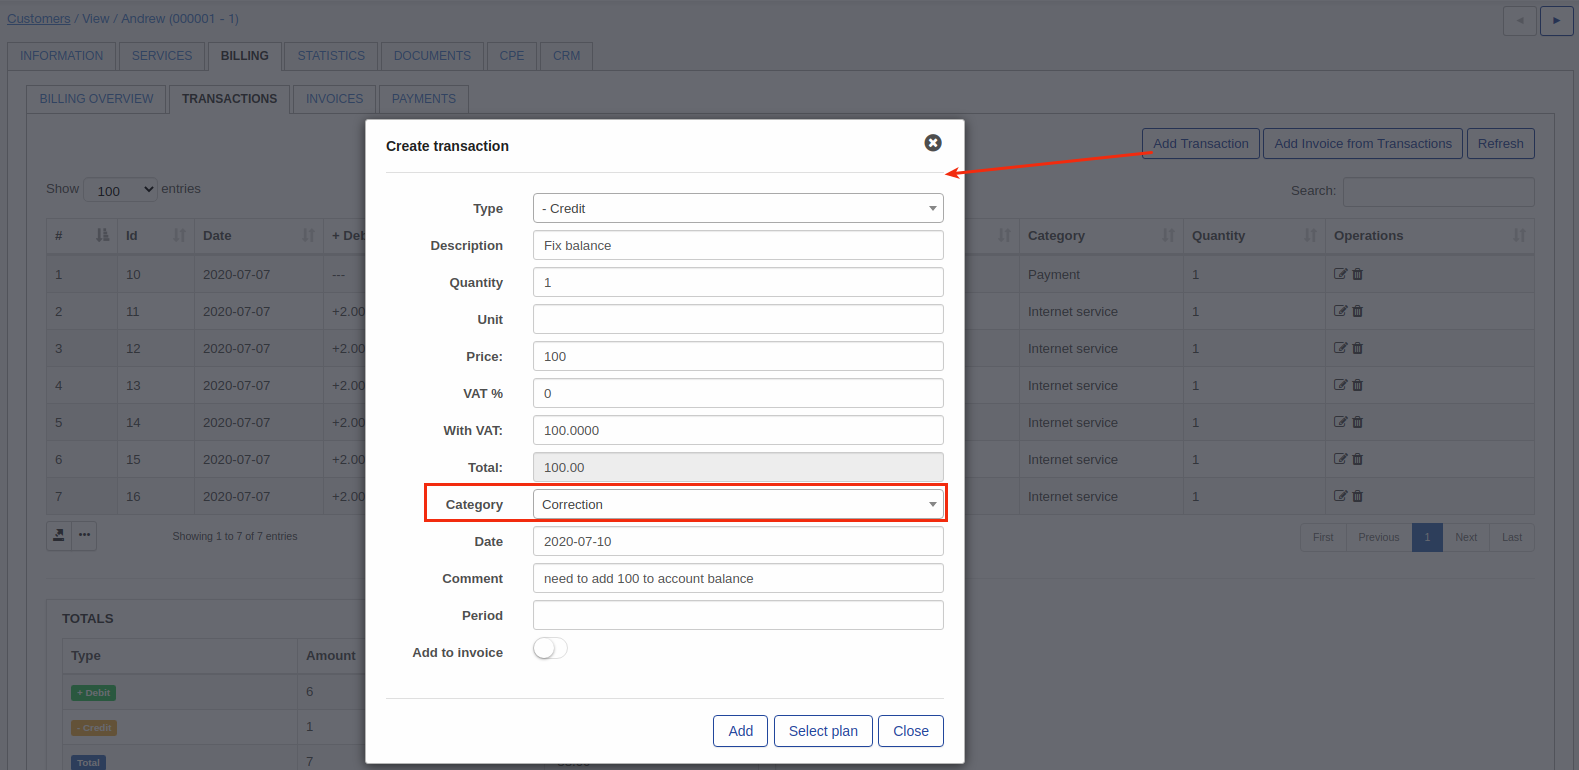 Customers / View / Andrew (000001 - 1)
INFORMATION SERVICES BILLING STATISTICS DOCUMENTS CPE CRM
BILLING OVERVIEW TRANSACTIONS INVOICES PAYMENTS
Add Transaction Add Invoice from Transactions Refresh
Show 100 entries
Search:
# Id Date + Deb Category Quantity Operations
1 10 2020-07-07 --- Payment 1
2 11 2020-07-07 +2.00 Internet service 1
3 12 2020-07-07 +2.00 Internet service 1
4 13 2020-07-07 +2.00 Internet service 1
5 14 2020-07-07 +2.00 Internet service 1
6 15 2020-07-07 +2.00 Internet service 1
7 16 2020-07-07 +2.00 Internet service 1
Showing 1 to 7 of 7 entries
First Previous 1 Next Last
TOTALS
Type Amount
+ Debit 6
- Credit 1
Total 7
Create transaction
Type - Credit
Description Fix balance
Quantity 1
Unit
Price: 100
VAT % 0
With VAT: 100.0000
Total: 100.00
Category Correction
Date 2020-07-10
Comment need to add 100 to account balance
Period
Add to invoice
Add Select plan Close